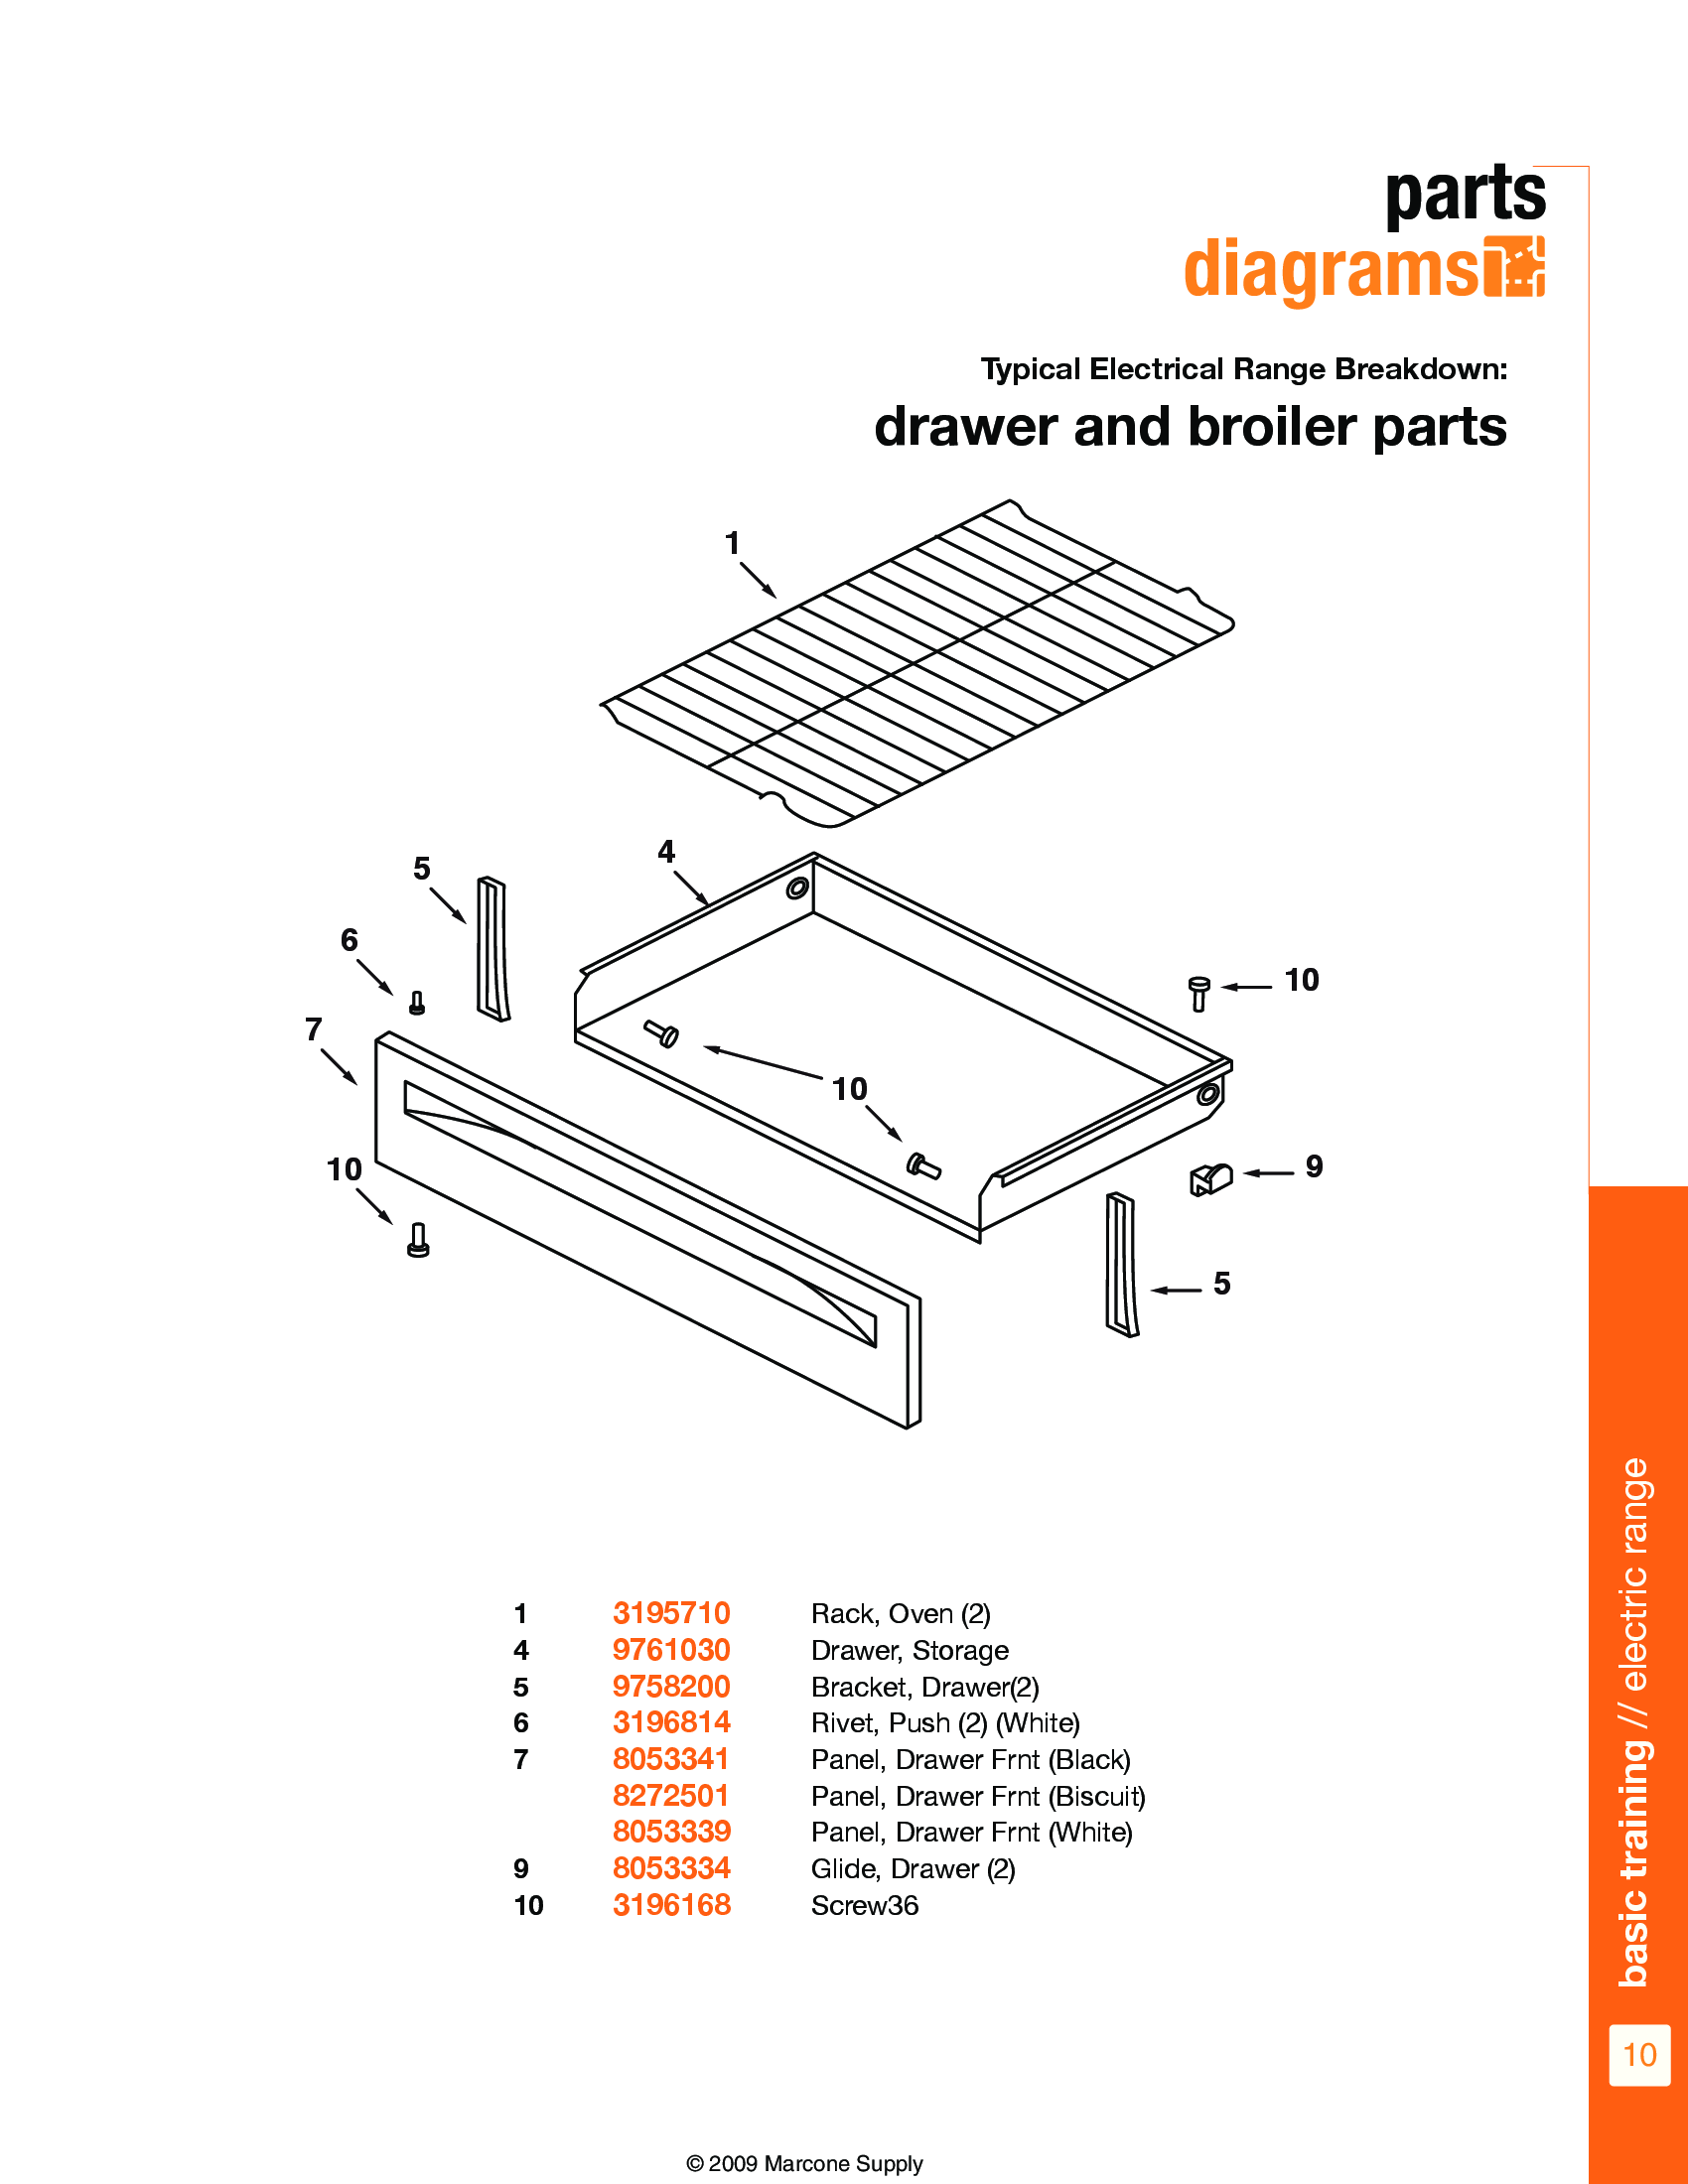 parts
diagrams
Typical Electrical Range Breakdown:
drawer and broiler parts
1
4
5
6
10
7
10
10
9
5
1 3195710 Rack, Oven (2)
4 9761030 Drawer, Storage
5 9758200 Bracket, Drawer(2)
6 3196814 Rivet, Push (2) (White)
7 8053341 Panel, Drawer Frnt (Black)
8272501 Panel, Drawer Frnt (Biscuit)
8053339 Panel, Drawer Frnt (White)
9 8053334 Glide, Drawer (2)
10 3196168 Screw36
basic training // electric range
10
© 2009 Marcone Supply